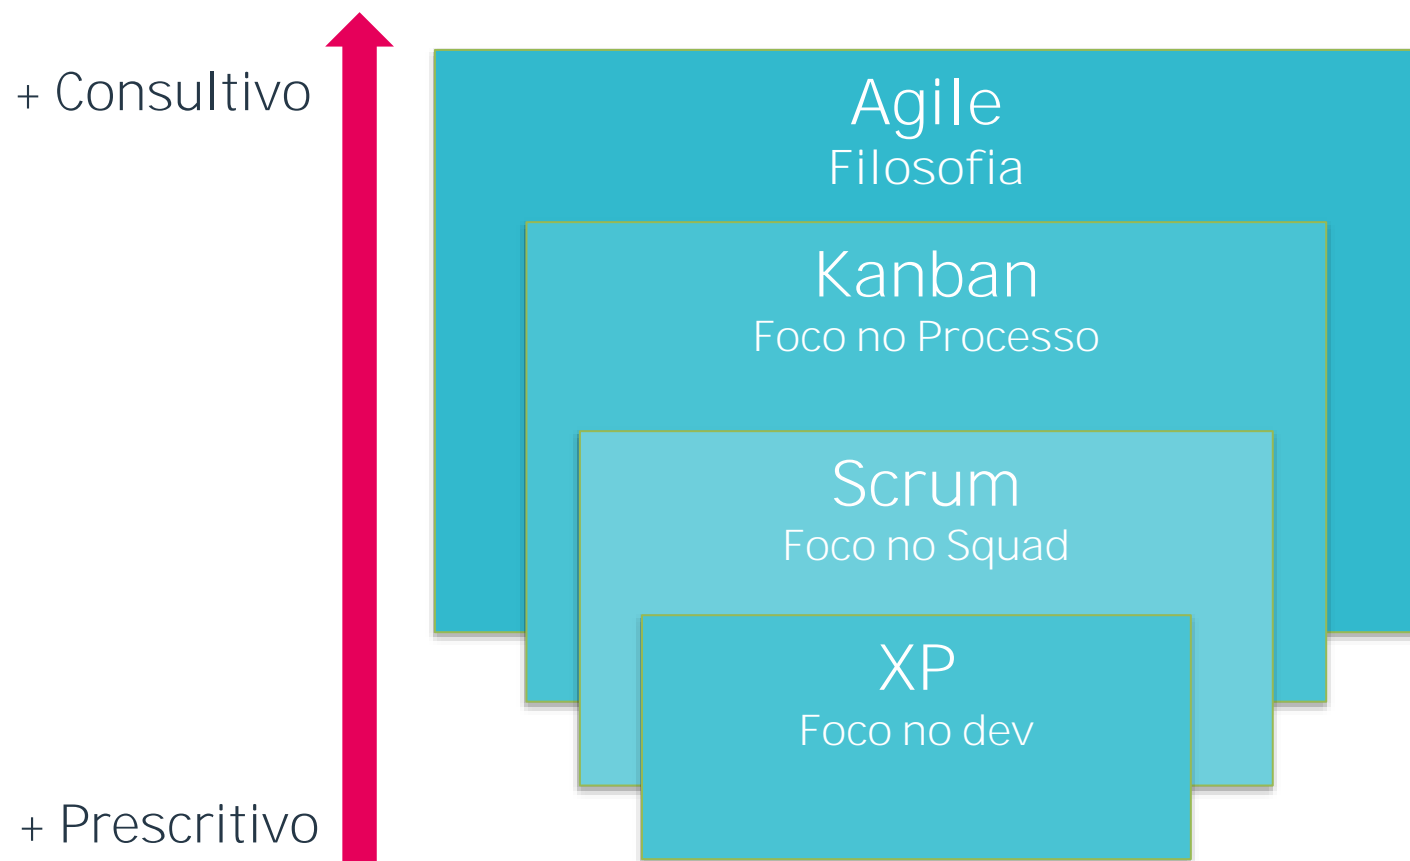 + Consultivo
Agile
Filosofia
Kanban
Foco no Processo
Scrum
Foco no Squad
XP
Foco no dev
+ Prescritivo